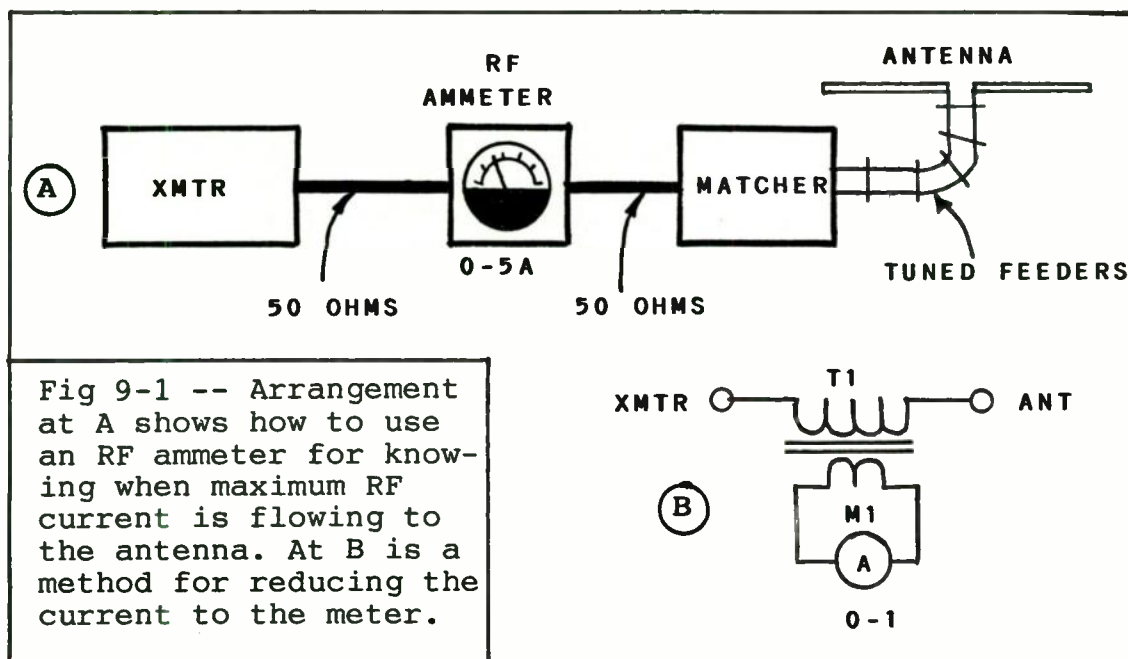 RF
AMMETER
ANTENNA
A
XMTR
MATCHER
0-5A
50 OHMS
50 OHMS
TUNED FEEDERS
Fig 9-1 -- Arrangement
at A shows how to use
an RF ammeter for know-
ing when maximum RF
current is flowing to
the antenna. At B is a
method for reducing the
current to the meter.
T1
XMTR
ANT
B
M1
A
0-1